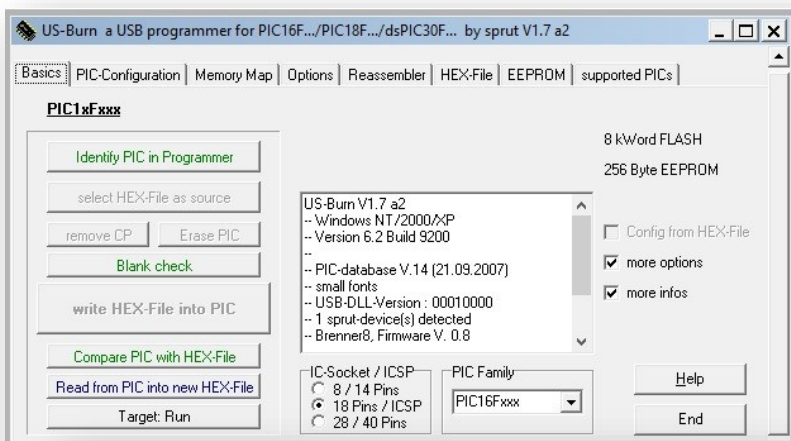 US-Burn a USB programmer for PIC16F.../PIC18F.../dsPIC30F... by sprut V1.7 a2
Basics PIC-Configuration Memory Map Options Reassembler HEX-File EEPROM supported PICs
PIC1xFxxx
Identify PIC in Programmer
select HEX-File as source
remove CP Erase PIC
Blank check
write HEX-File into PIC
Compare PIC with HEX-File
Read from PIC into new HEX-File
Target: Run
US-Burn V1.7 a2
-- Windows NT/2000/XP
-- Version 6.2 Build 9200
--
-- PIC-database V.14 (21.09.2007)
-- small fonts
-- USB-DLL-Version : 00010000
-- 1 sprut-device(s) detected
-- Brenner8, Firmware V. 0.8
IC-Socket / ICSP
8 / 14 Pins
18 Pins / ICSP
28 / 40 Pins
PIC Family
PIC16Fxxx
8 kWord FLASH
256 Byte EEPROM
Config from HEX-File
more options
more infos
Help
End